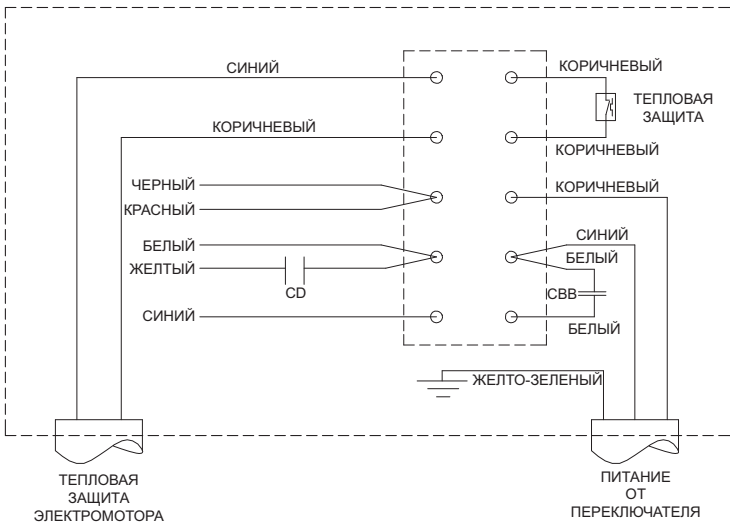 СИНИЙ
КОРИЧНЕВЫЙ
ТЕПЛОВАЯ
ЗАЩИТА
КОРИЧНЕВЫЙ
КОРИЧНЕВЫЙ
ЧЕРНЫЙ
КОРИЧНЕВЫЙ
КРАСНЫЙ
БЕЛЫЙ
СИНИЙ
БЕЛЫЙ
ЖЕЛТЫЙ
CD
CBB
СИНИЙ
БЕЛЫЙ
ЖЕЛТО-ЗЕЛЕНЫЙ
ТЕПЛОВАЯ
ЗАЩИТА
ЭЛЕКТРОМОТОРА
ПИТАНИЕ
ОТ
ПЕРЕКЛЮЧАТЕЛЯ